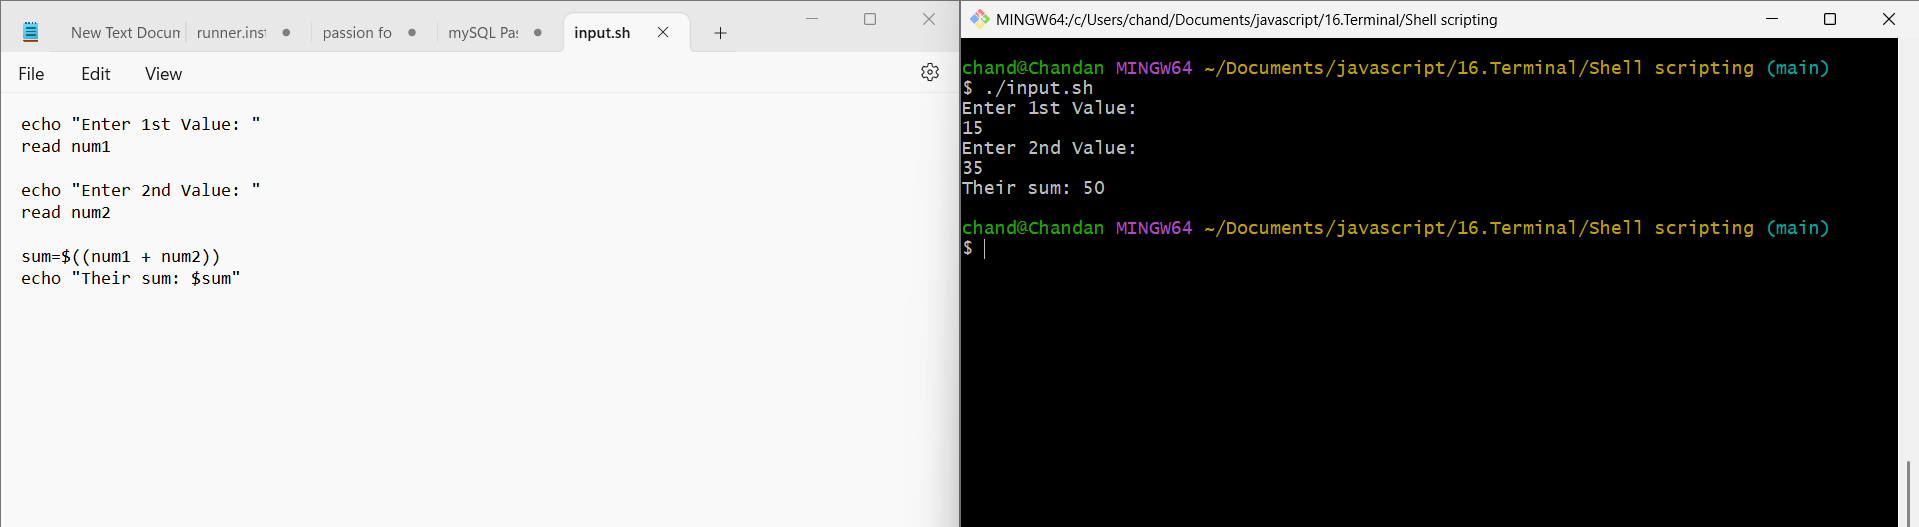 New Text Docum
runner.inst
passion fo
mySQL Pas
input.sh
File Edit View
echo "Enter 1st Value: "
read num1
echo "Enter 2nd Value: "
read num2
sum=$((num1 + num2))
echo "Their sum: $sum"
MINGW64:/c/Users/chand/Documents/javascript/16.Terminal/Shell scripting
chand@Chandan MINGW64 ~/Documents/javascript/16.Terminal/Shell scripting (main)
$ ./input.sh
Enter 1st Value:
15
Enter 2nd Value:
35
Their sum: 50
chand@Chandan MINGW64 ~/Documents/javascript/16.Terminal/Shell scripting (main)
$